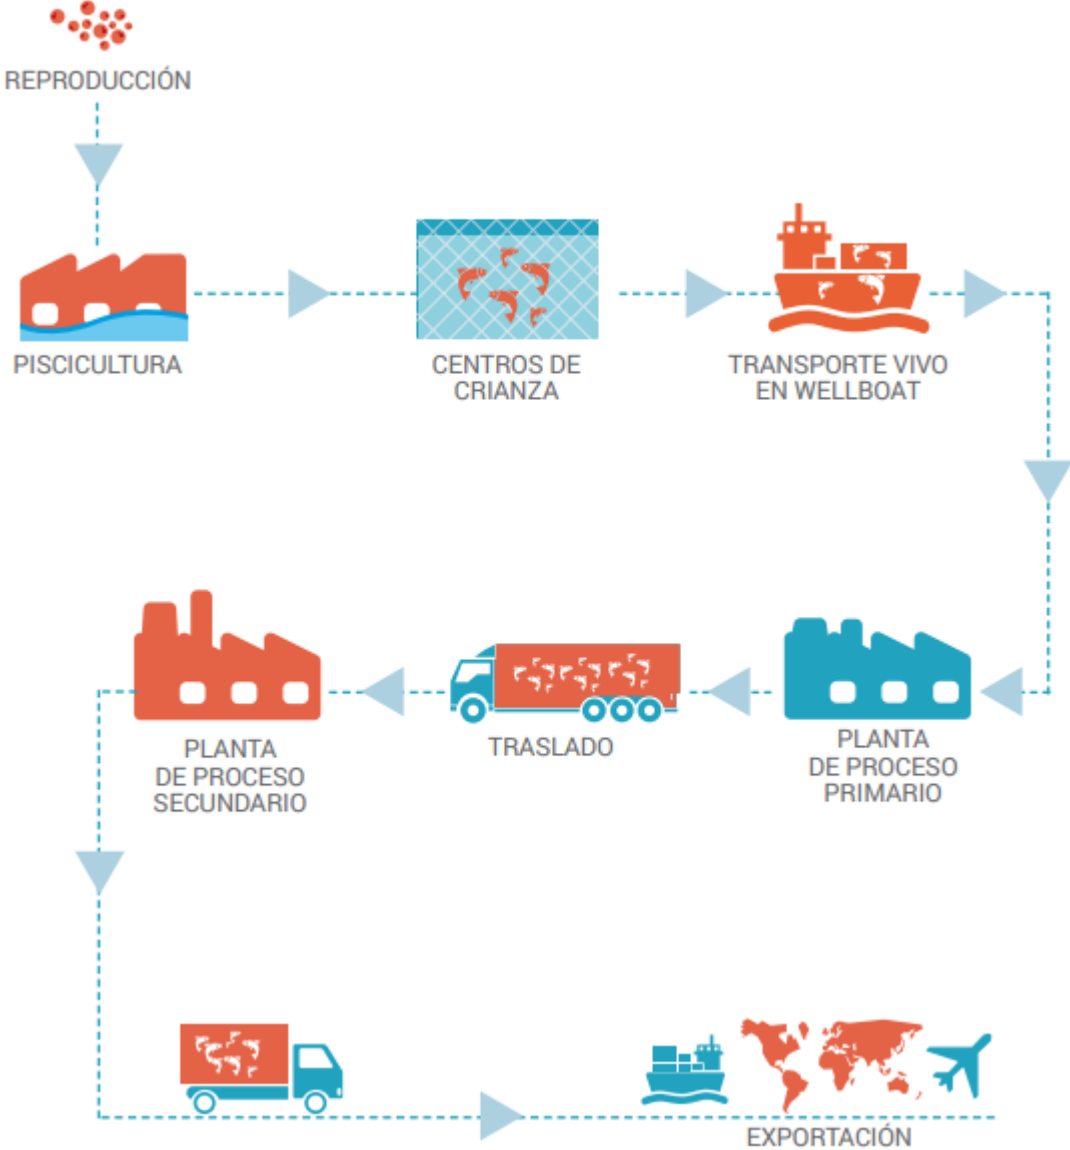 REPRODUCCIÓN
PISCICULTURA
CENTROS DE
CRIANZA
TRANSPORTE VIVO
EN WELLBOAT
PLANTA
DE PROCESO
SECUNDARIO
TRASLADO
PLANTA
DE PROCESO
PRIMARIO
EXPORTACIÓN